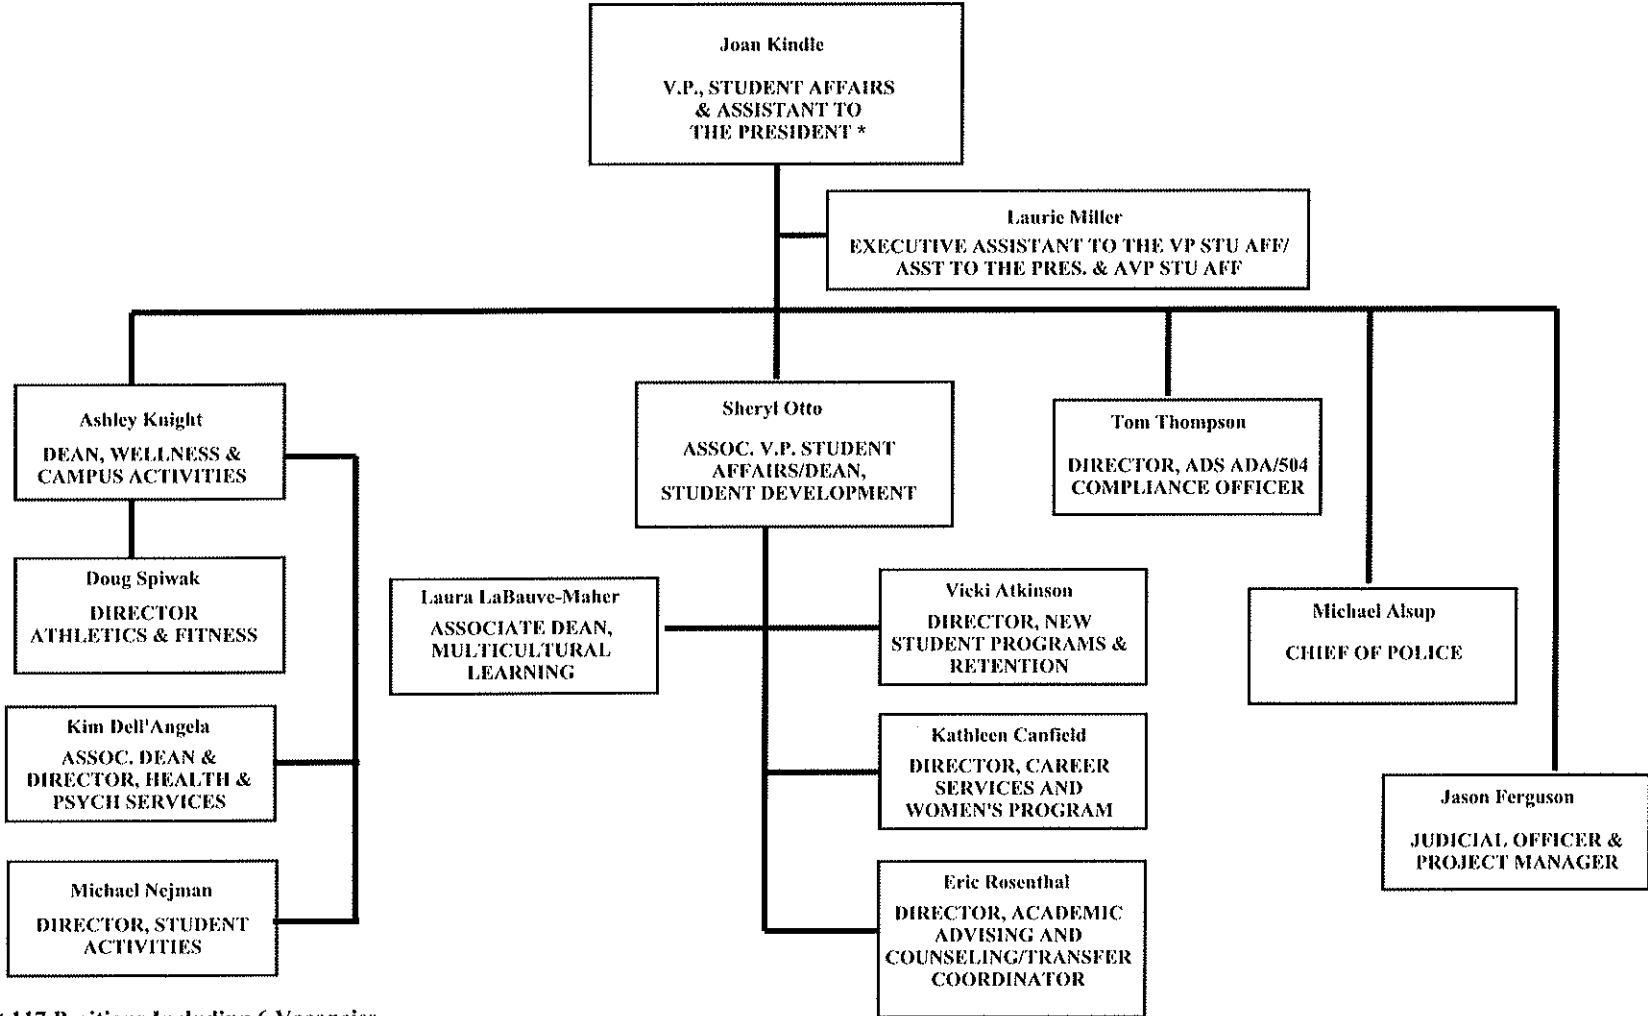 Joan Kindle
V.P., STUDENT AFFAIRS
& ASSISTANT TO
THE PRESIDENT *
Laurie Miller
EXECUTIVE ASSISTANT TO THE VP STU AFF/
ASST TO THE PRES. & AVP STU AFF
Ashley Knight
DEAN, WELLNESS &
CAMPUS ACTIVITIES
Doug Spiwak
DIRECTOR
ATHLETICS & FITNESS
Kim Dell'Angela
ASSOC. DEAN &
DIRECTOR, HEALTH &
PSYCH SERVICES
Michael Nejman
DIRECTOR, STUDENT
ACTIVITIES
Sheryl Otto
ASSOC. V.P. STUDENT
AFFAIRS/DEAN,
STUDENT DEVELOPMENT
Laura LaBauve-Maher
ASSOCIATE DEAN,
MULTICULTURAL
LEARNING
Vicki Atkinson
DIRECTOR, NEW
STUDENT PROGRAMS &
RETENTION
Kathleen Canfield
DIRECTOR, CAREER
SERVICES AND
WOMEN'S PROGRAM
Eric Rosenthal
DIRECTOR, ACADEMIC
ADVISING AND
COUNSELING/TRANSFER
COORDINATOR
Tom Thompson
DIRECTOR, ADS ADA/504
COMPLIANCE OFFICER
Michael Alsup
CHIEF OF POLICE
Jason Ferguson
JUDICIAL OFFICER &
PROJECT MANAGER
117 Positions Including 6 Vacancies